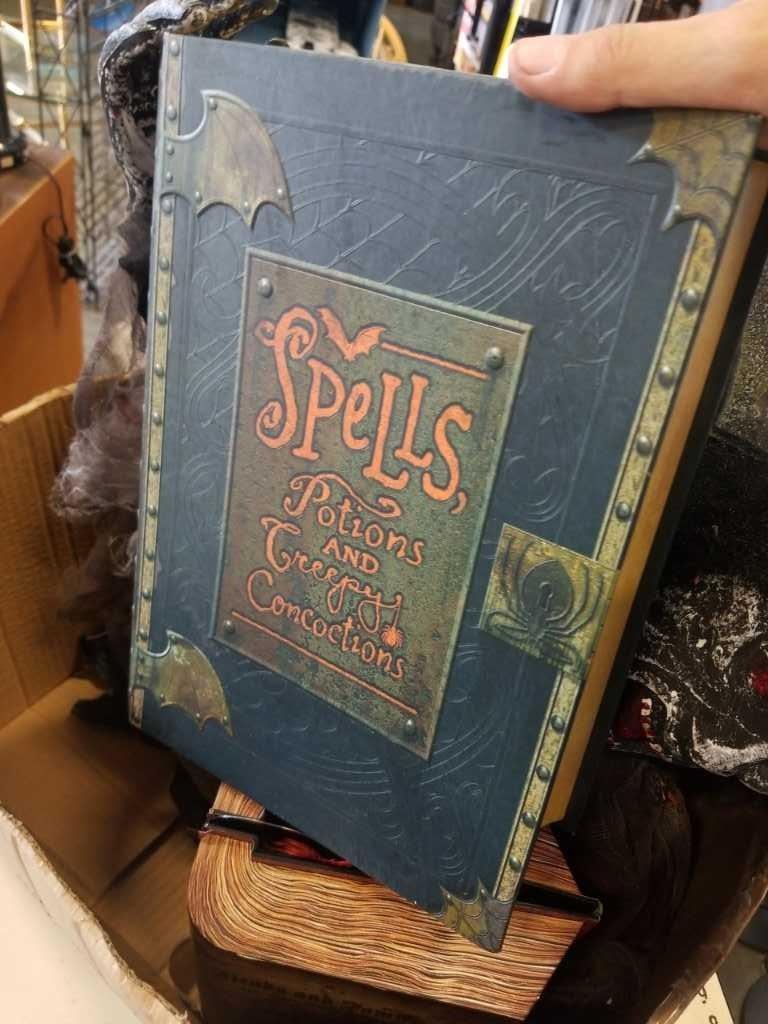 Spells,
Potions
AND
Creepy
Concoctions